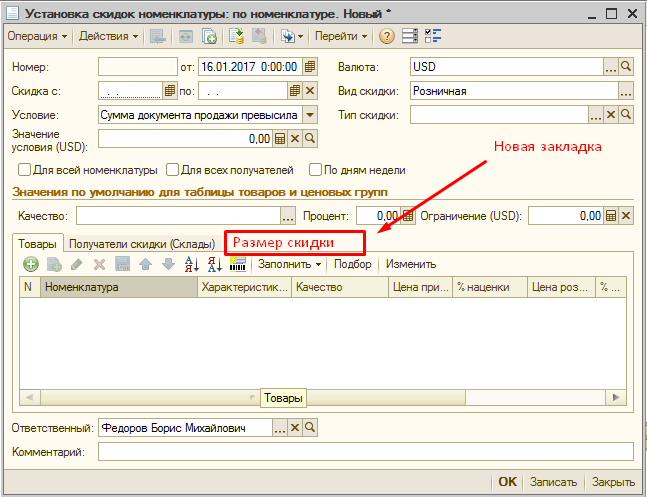 Установка скидок номенклатуры: по номенклатуре. Новый *
Операция Действия Перейти ?
Номер: от: 16.01.2017 0:00:00 Валюта: USD ...
Скидка с: . . по: . . Вид скидки: Розничная ...
Условие: Сумма документа продажи превысила Тип скидки: ...
Значение
условия (USD): 0,00
Новая закладка
Для всей номенклатуры Для всех получателей По дням недели
Значения по умолчанию для таблицы товаров и ценовых групп
Качество: ... Процент: 0,00 Ограничение (USD): 0,00
Товары Получатели скидки (Склады) Размер скидки
Заполнить Подбор Изменить
N Номенклатура Характеристик... Качество Цена при... % наценки Цена роз... % ...
Товары
Ответственный: Федоров Борис Михайлович ...
Комментарий:
OK Записать Закрыть